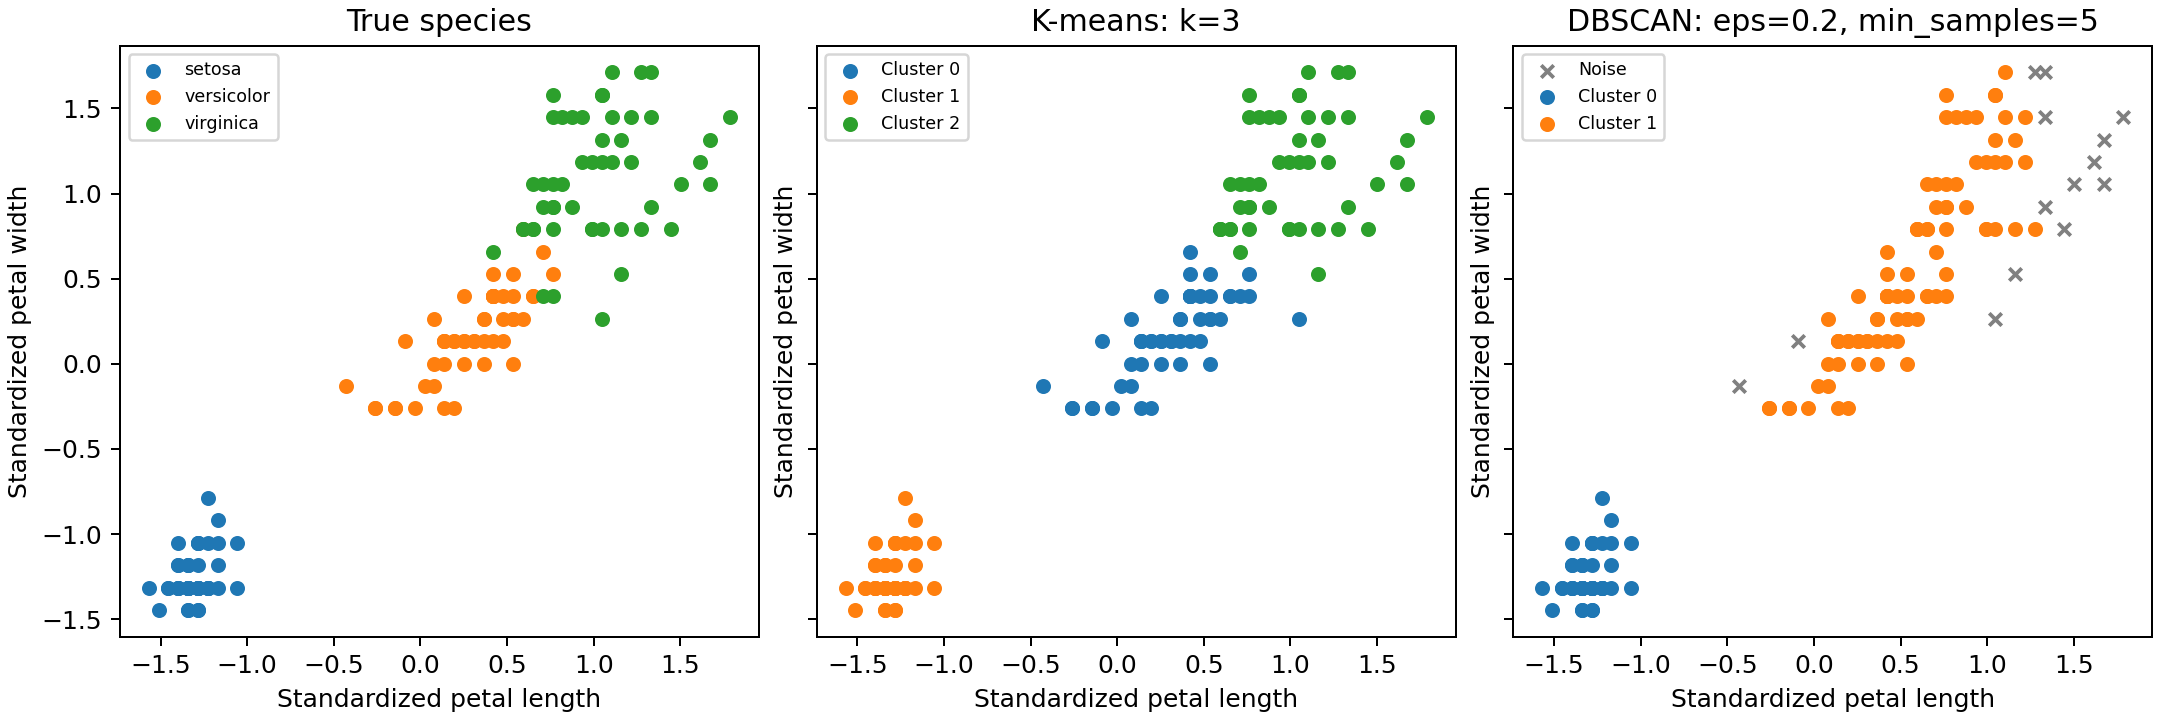 True species
setosa
versicolor
virginica
1.5
1.0
0.5
0.0
−0.5
−1.0
−1.5
Standardized petal width
−1.5 −1.0 −0.5 0.0 0.5 1.0 1.5
Standardized petal length
K-means: k=3
Cluster 0
Cluster 1
Cluster 2
Standardized petal width
−1.5 −1.0 −0.5 0.0 0.5 1.0 1.5
Standardized petal length
DBSCAN: eps=0.2, min_samples=5
Noise
Cluster 0
Cluster 1
Standardized petal width
−1.5 −1.0 −0.5 0.0 0.5 1.0 1.5
Standardized petal length